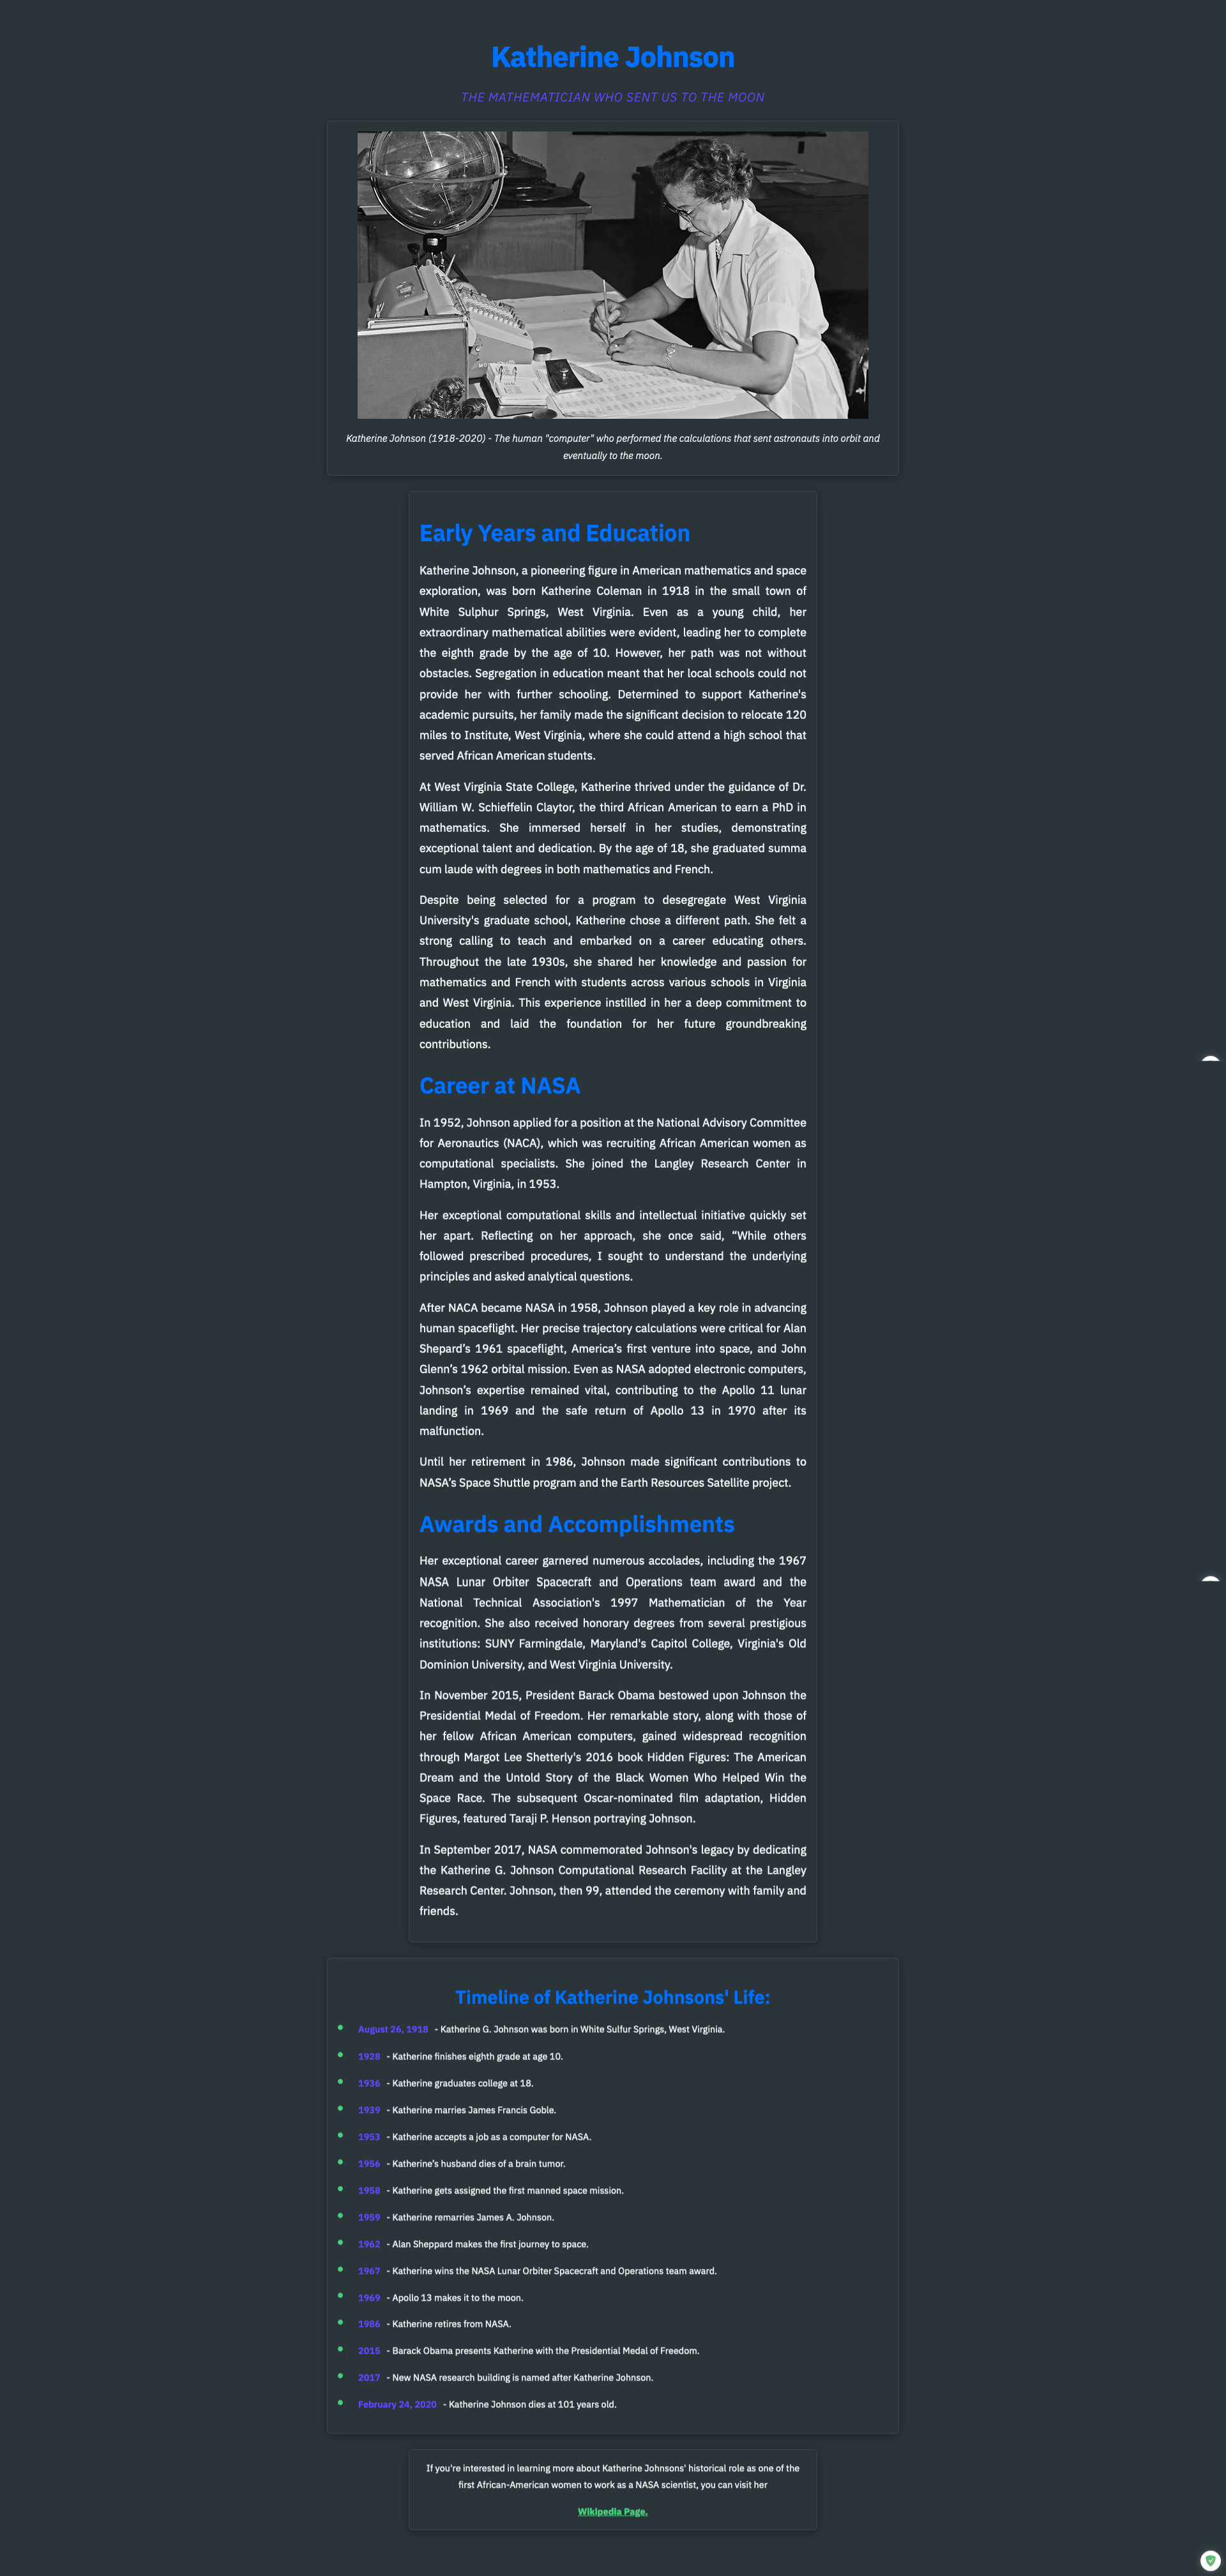 Katherine Johnson
THE MATHEMATICIAN WHO SENT US TO THE MOON
Katherine Johnson (1918-2020) - The human "computer" who performed the calculations that sent astronauts into orbit and
eventually to the moon.
Early Years and Education
Katherine Johnson, a pioneering figure in American mathematics and space
exploration, was born Katherine Coleman in 1918 in the small town of
White Sulphur Springs, West Virginia. Even as a young child, her
extraordinary mathematical abilities were evident, leading her to complete
the eighth grade by the age of 10. However, her path was not without
obstacles. Segregation in education meant that her local schools could not
provide her with further schooling. Determined to support Katherine's
academic pursuits, her family made the significant decision to relocate 120
miles to Institute, West Virginia, where she could attend a high school that
served African American students.
At West Virginia State College, Katherine thrived under the guidance of Dr.
William W. Schieffelin Claytor, the third African American to earn a PhD in
mathematics. She immersed herself in her studies, demonstrating
exceptional talent and dedication. By the age of 18, she graduated summa
cum laude with degrees in both mathematics and French.
Despite being selected for a program to desegregate West Virginia
University's graduate school, Katherine chose a different path. She felt a
strong calling to teach and embarked on a career educating others.
Throughout the late 1930s, she shared her knowledge and passion for
mathematics and French with students across various schools in Virginia
and West Virginia. This experience instilled in her a deep commitment to
education and laid the foundation for her future groundbreaking
contributions.
Career at NASA
In 1952, Johnson applied for a position at the National Advisory Committee
for Aeronautics (NACA), which was recruiting African American women as
computational specialists. She joined the Langley Research Center in
Hampton, Virginia, in 1953.
Her exceptional computational skills and intellectual initiative quickly set
her apart. Reflecting on her approach, she once said, “While others
followed prescribed procedures, I sought to understand the underlying
principles and asked analytical questions.
After NACA became NASA in 1958, Johnson played a key role in advancing
human spaceflight. Her precise trajectory calculations were critical for Alan
Shepard’s 1961 spaceflight, America’s first venture into space, and John
Glenn’s 1962 orbital mission. Even as NASA adopted electronic computers,
Johnson’s expertise remained vital, contributing to the Apollo 11 lunar
landing in 1969 and the safe return of Apollo 13 in 1970 after its
malfunction.
Until her retirement in 1986, Johnson made significant contributions to
NASA’s Space Shuttle program and the Earth Resources Satellite project.
Awards and Accomplishments
Her exceptional career garnered numerous accolades, including the 1967
NASA Lunar Orbiter Spacecraft and Operations team award and the
National Technical Association's 1997 Mathematician of the Year
recognition. She also received honorary degrees from several prestigious
institutions: SUNY Farmingdale, Maryland's Capitol College, Virginia's Old
Dominion University, and West Virginia University.
In November 2015, President Barack Obama bestowed upon Johnson the
Presidential Medal of Freedom. Her remarkable story, along with those of
her fellow African American computers, gained widespread recognition
through Margot Lee Shetterly's 2016 book Hidden Figures: The American
Dream and the Untold Story of the Black Women Who Helped Win the
Space Race. The subsequent Oscar-nominated film adaptation, Hidden
Figures, featured Taraji P. Henson portraying Johnson.
In September 2017, NASA commemorated Johnson's legacy by dedicating
the Katherine G. Johnson Computational Research Facility at the Langley
Research Center. Johnson, then 99, attended the ceremony with family and
friends.
Timeline of Katherine Johnsons' Life:
August 26, 1918 - Katherine G. Johnson was born in White Sulfur Springs, West Virginia.
1928 - Katherine finishes eighth grade at age 10.
1936 - Katherine graduates college at 18.
1939 - Katherine marries James Francis Goble.
1953 - Katherine accepts a job as a computer for NASA.
1956 - Katherine’s husband dies of a brain tumor.
1958 - Katherine gets assigned the first manned space mission.
1959 - Katherine remarries James A. Johnson.
1962 - Alan Sheppard makes the first journey to space.
1967 - Katherine wins the NASA Lunar Orbiter Spacecraft and Operations team award.
1969 - Apollo 13 makes it to the moon.
1986 - Katherine retires from NASA.
2015 - Barack Obama presents Katherine with the Presidential Medal of Freedom.
2017 - New NASA research building is named after Katherine Johnson.
February 24, 2020 - Katherine Johnson dies at 101 years old.
If you're interested in learning more about Katherine Johnsons' historical role as one of the
first African-American women to work as a NASA scientist, you can visit her
Wikipedia Page.